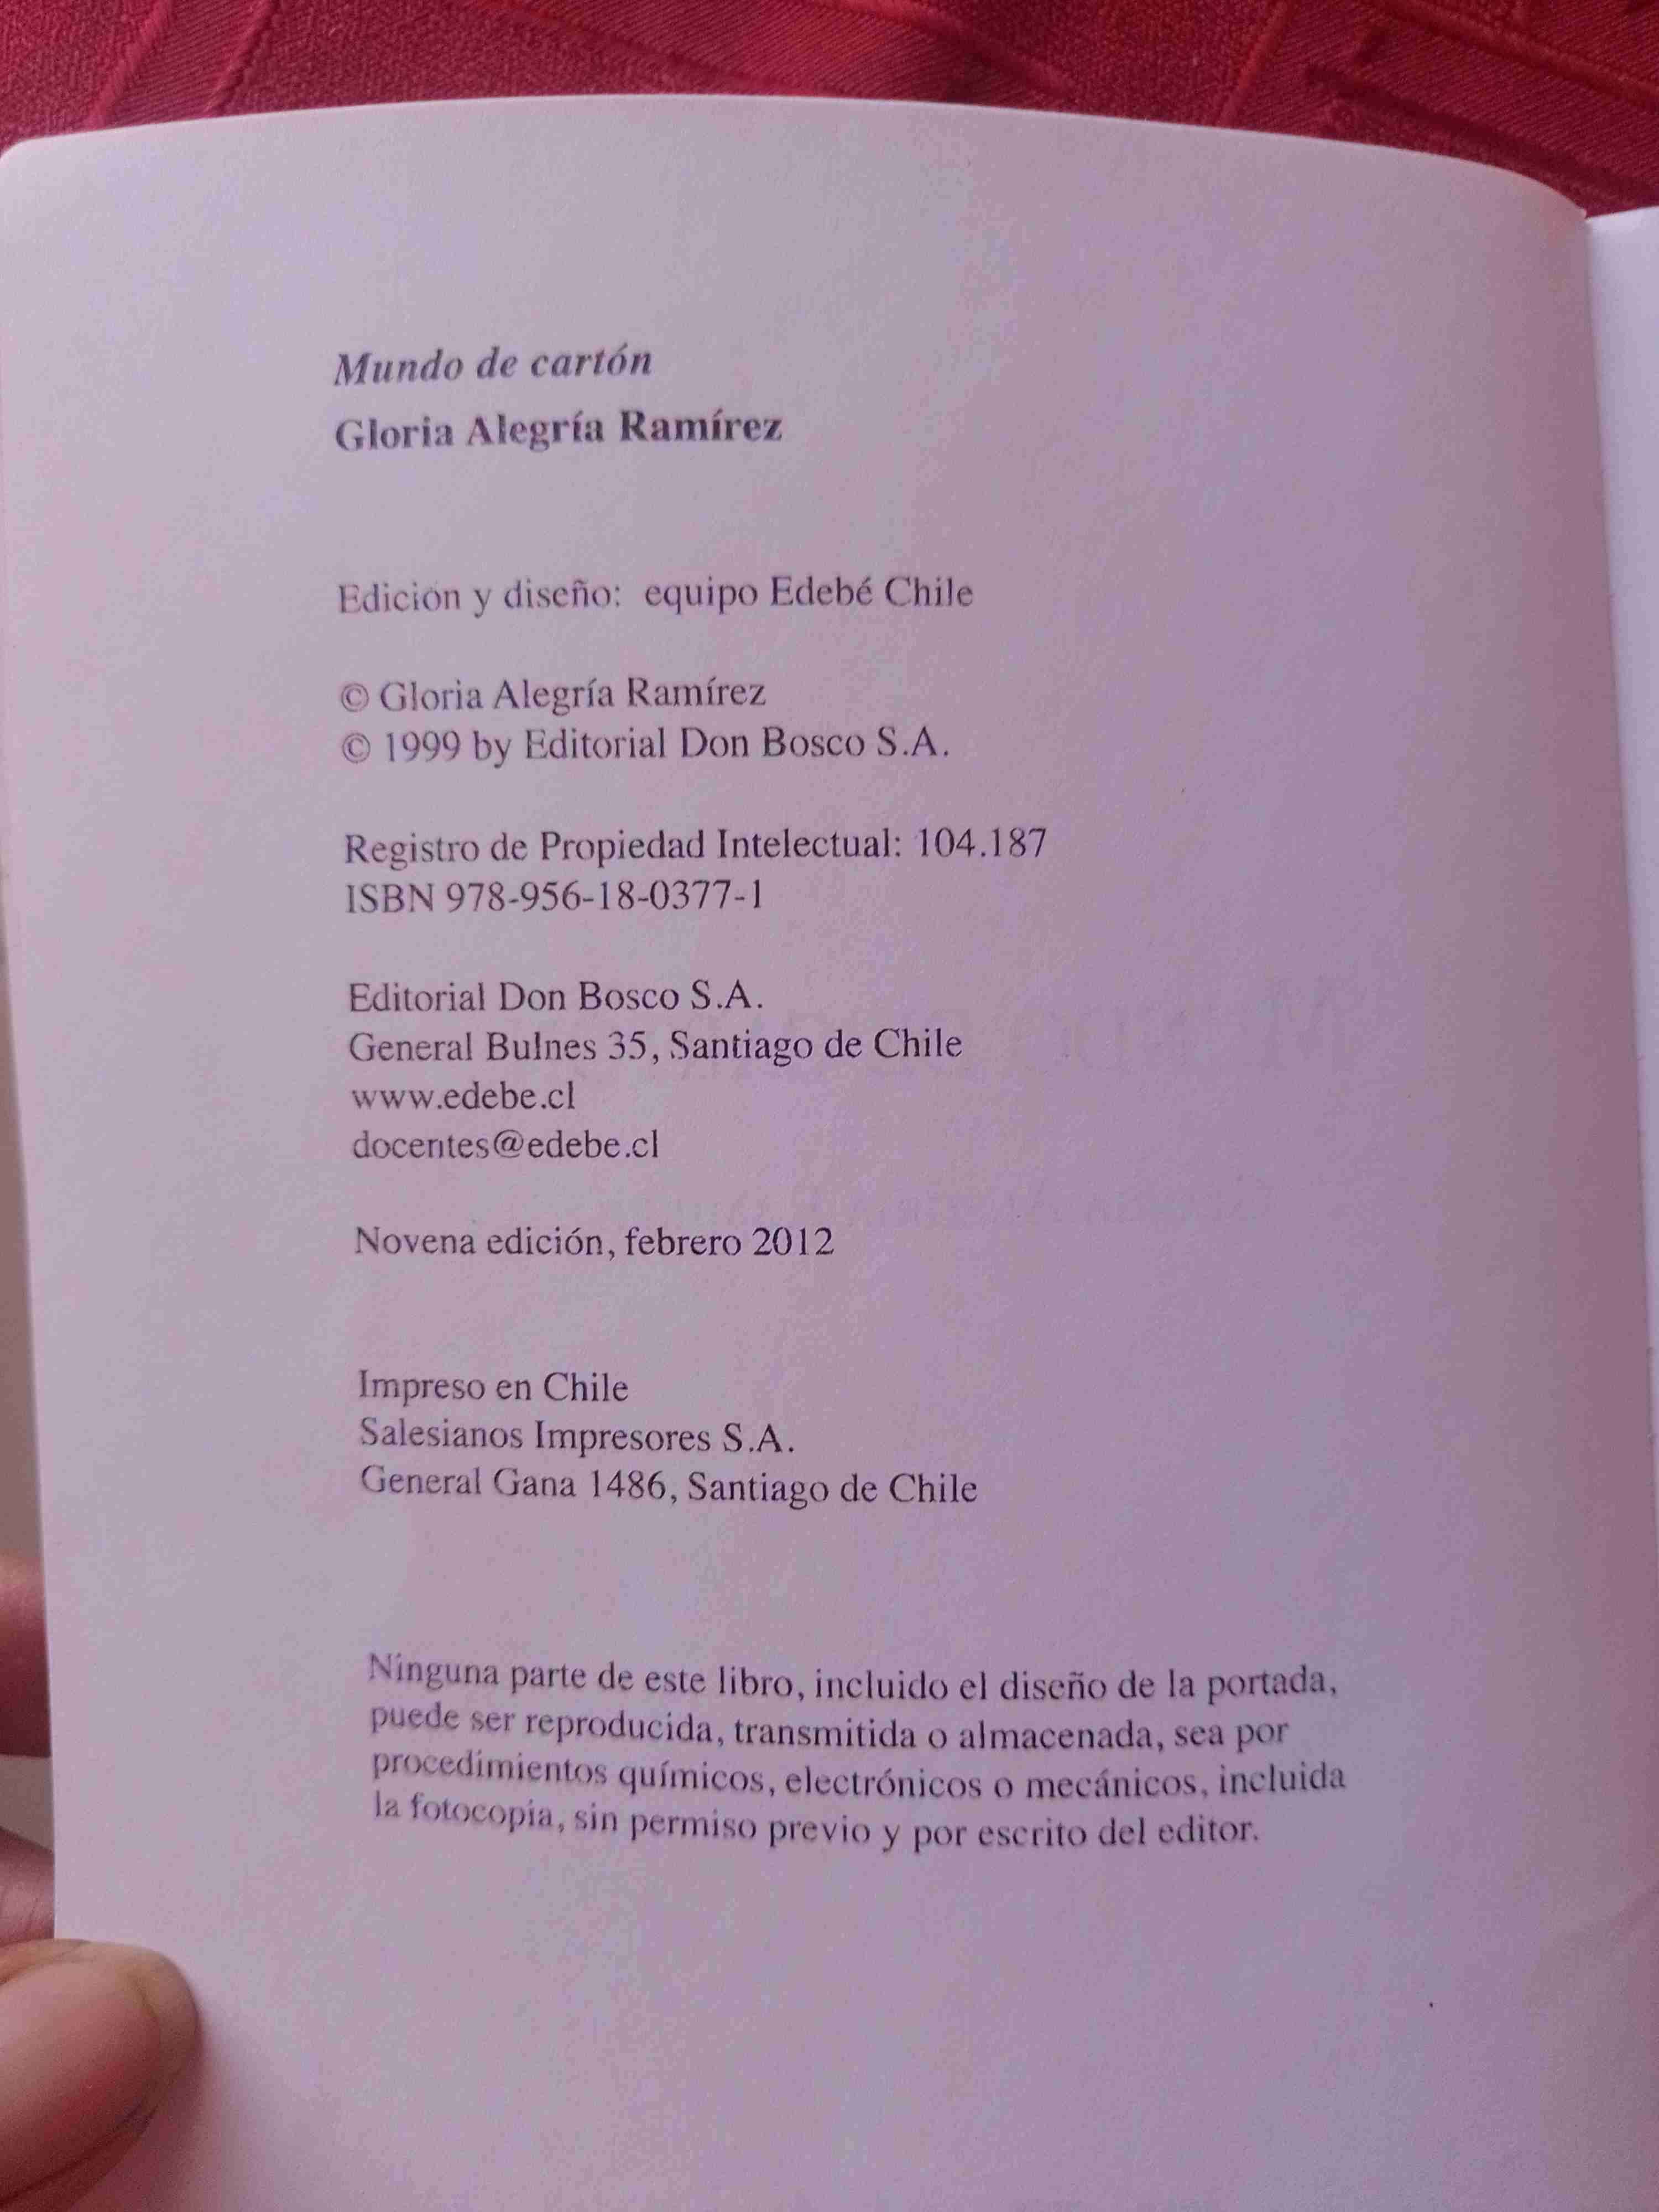 Mundo de cartón
Gloria Alegría Ramírez
Edición y diseño: equipo Edebé Chile
© Gloria Alegría Ramírez
© 1999 by Editorial Don Bosco S.A.
Registro de Propiedad Intelectual: 104.187
ISBN 978-956-18-0377-1
Editorial Don Bosco S.A.
General Bulnes 35, Santiago de Chile
www.edebe.cl
docentes@edebe.cl
Novena edición, febrero 2012
Impreso en Chile
Salesianos Impresores S.A.
General Gana 1486, Santiago de Chile
Ninguna parte de este libro, incluido el diseño de la portada,
puede ser reproducida, transmitida o almacenada, sea por
procedimientos químicos, electrónicos o mecánicos, incluida
la fotocopia, sin permiso previo y por escrito del editor.